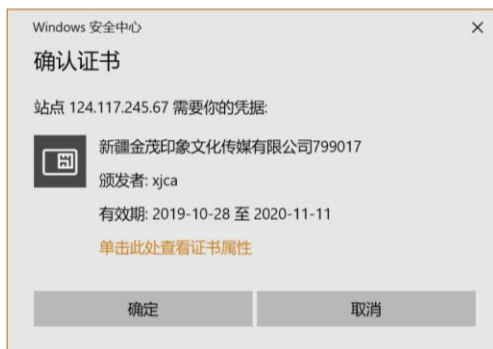 Windows 安全中心
确认证书
站点 124.117.245.67 需要你的凭据:
新疆金茂印象文化传媒有限公司799017
颁发者: xjca
有效期: 2019-10-28 至 2020-11-11
单击此处查看证书属性
确定 取消